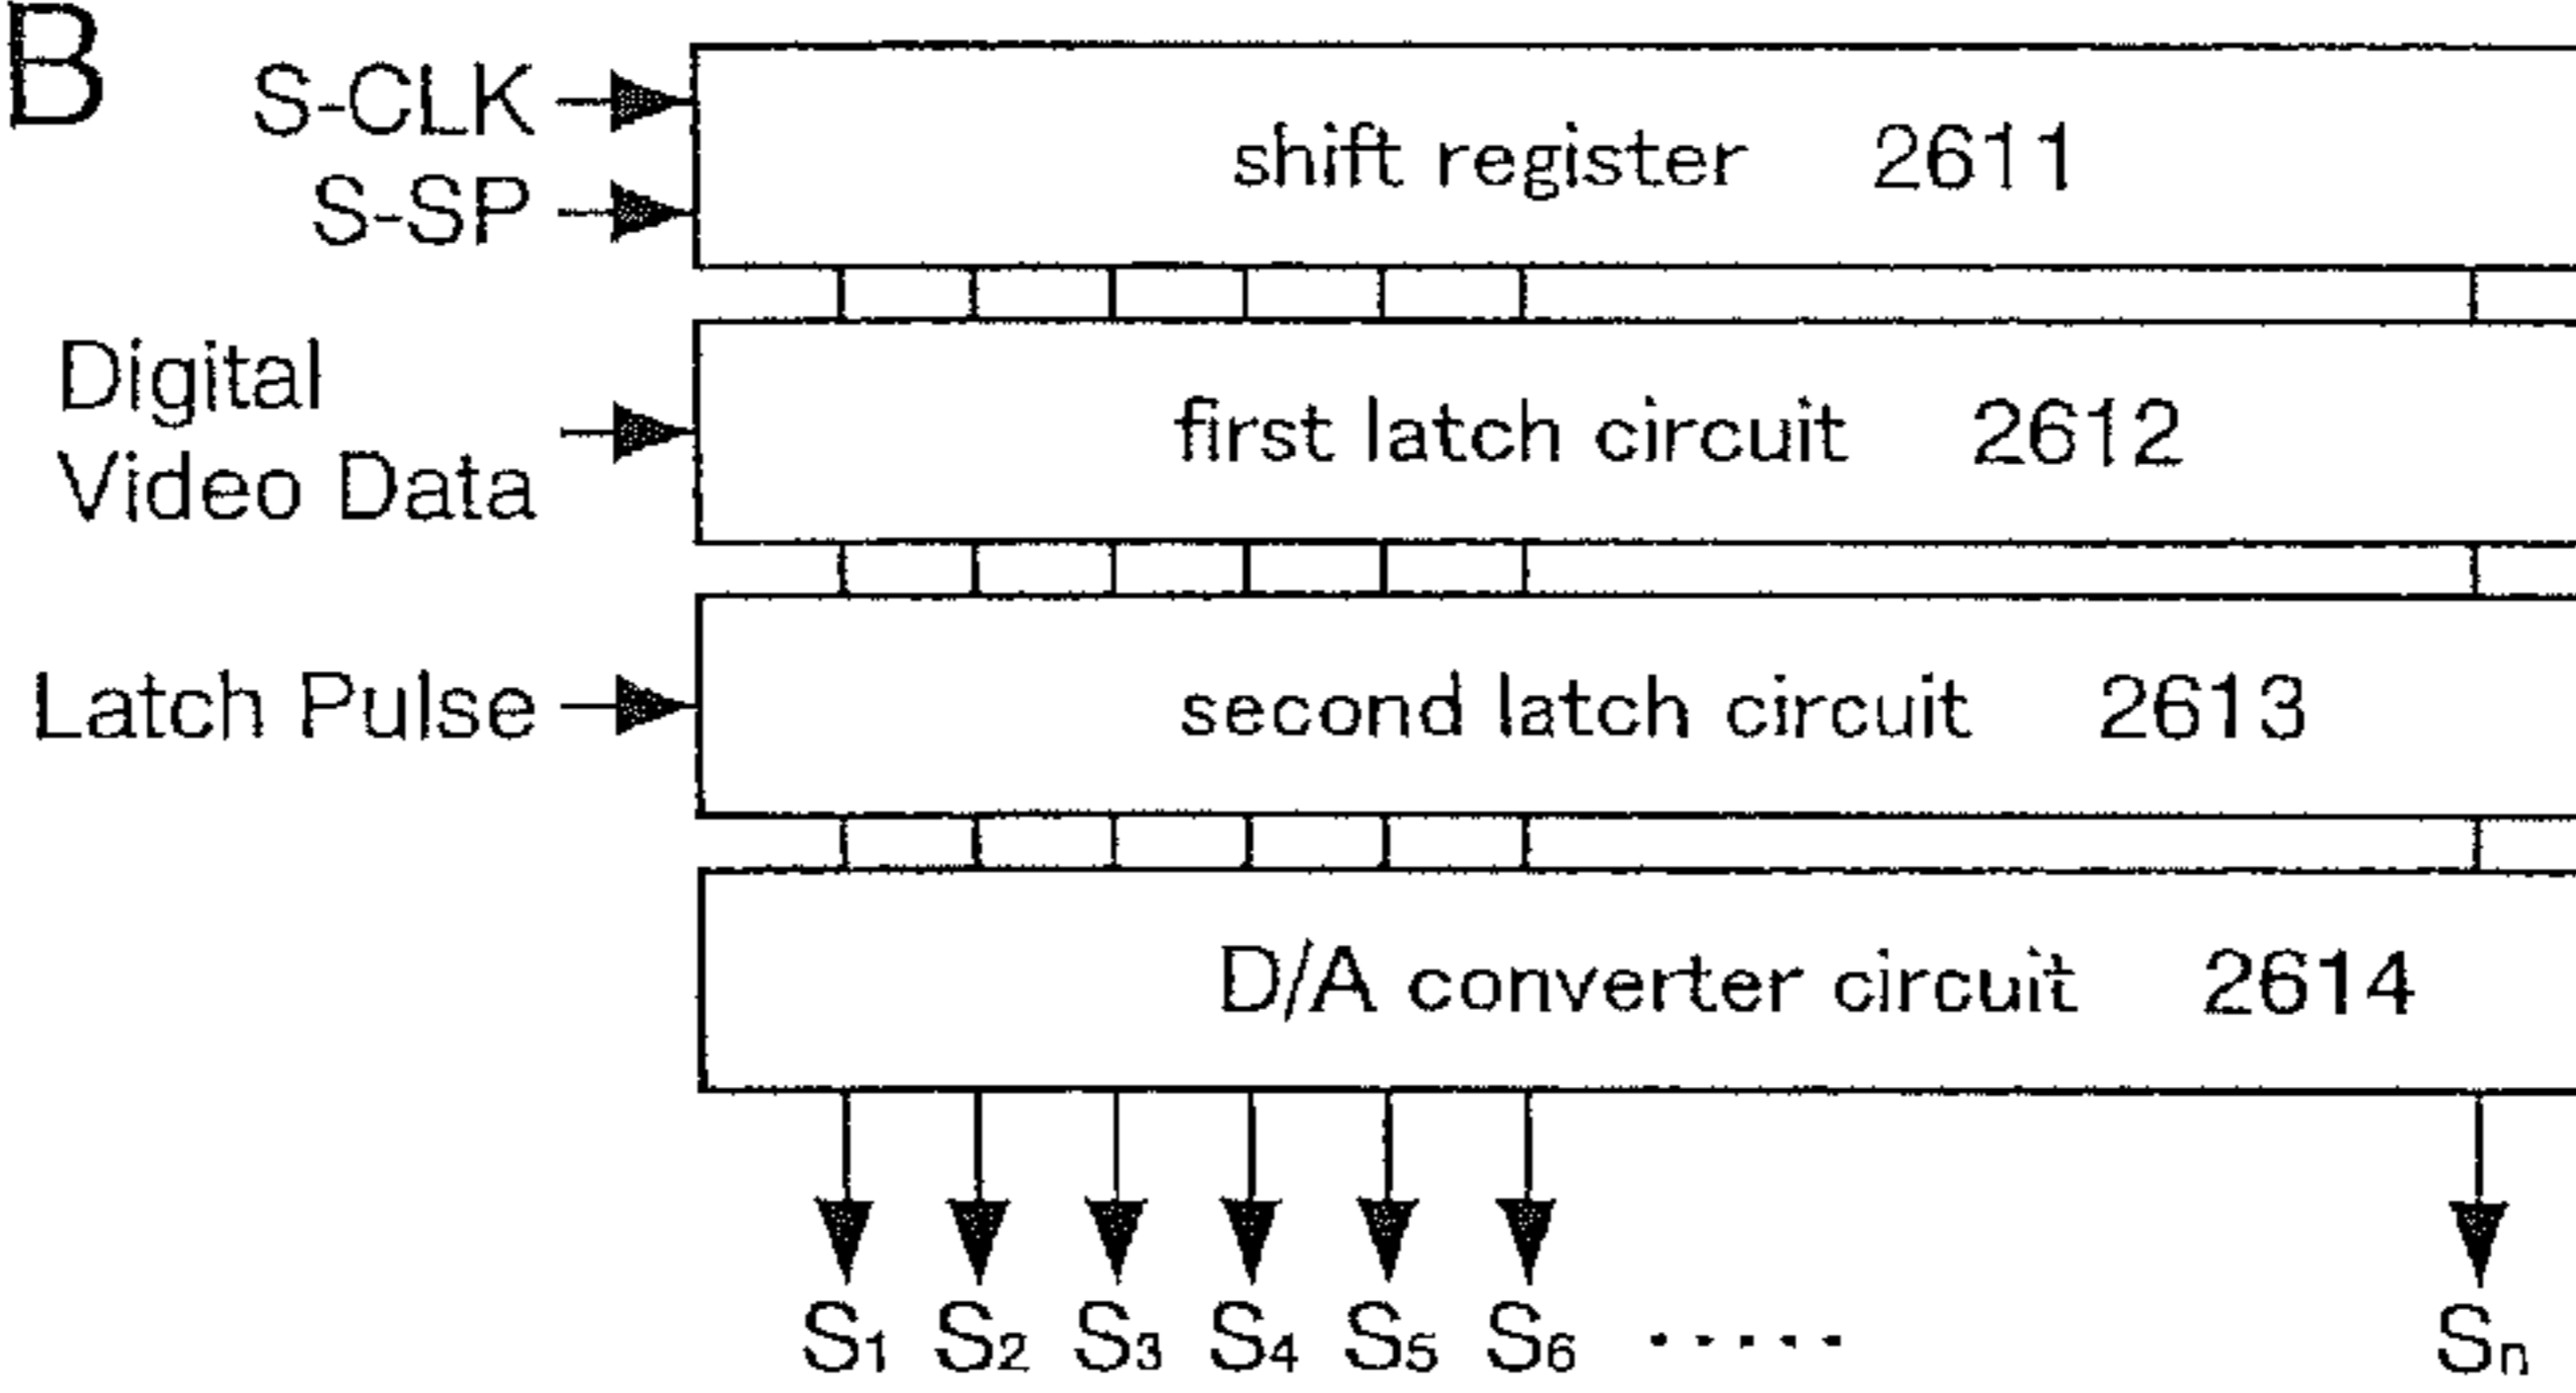 B
S-CLK
S-SP
shift register 2611
Digital
Video Data
first latch circuit 2612
Latch Pulse
second latch circuit 2613
D/A converter circuit 2614
S1 S2 S3 S4 S5 S6 ····· Sn